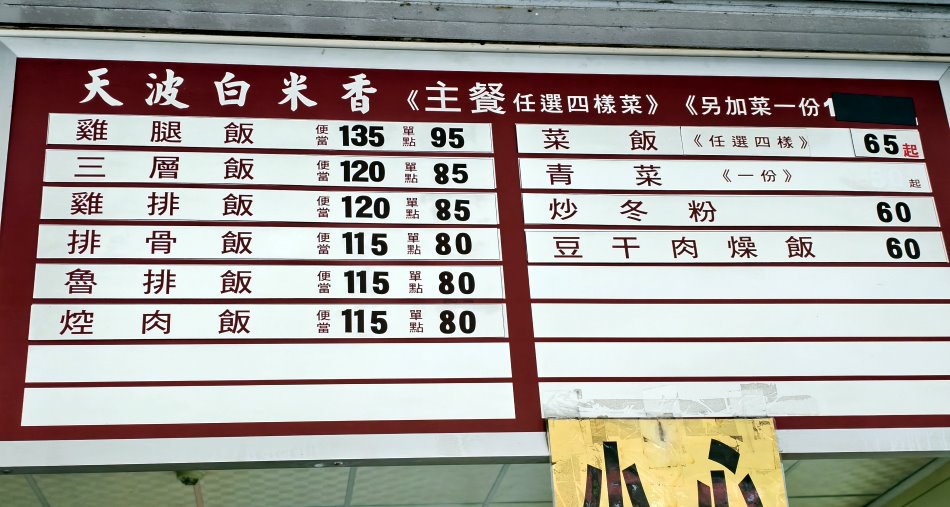 天波白米香 《主餐任選四樣菜》 《另加菜一份
雞腿飯 便當 135 單點 95
三層飯 便當 120 單點 85
雞排飯 便當 120 單點 85
排骨飯 便當 115 單點 80
魯排飯 便當 115 單點 80
焢肉飯 便當 115 單點 80
菜飯 《任選四樣》 65起
青菜 《一份》 起
炒冬粉 60
豆干肉燥飯 60
小心